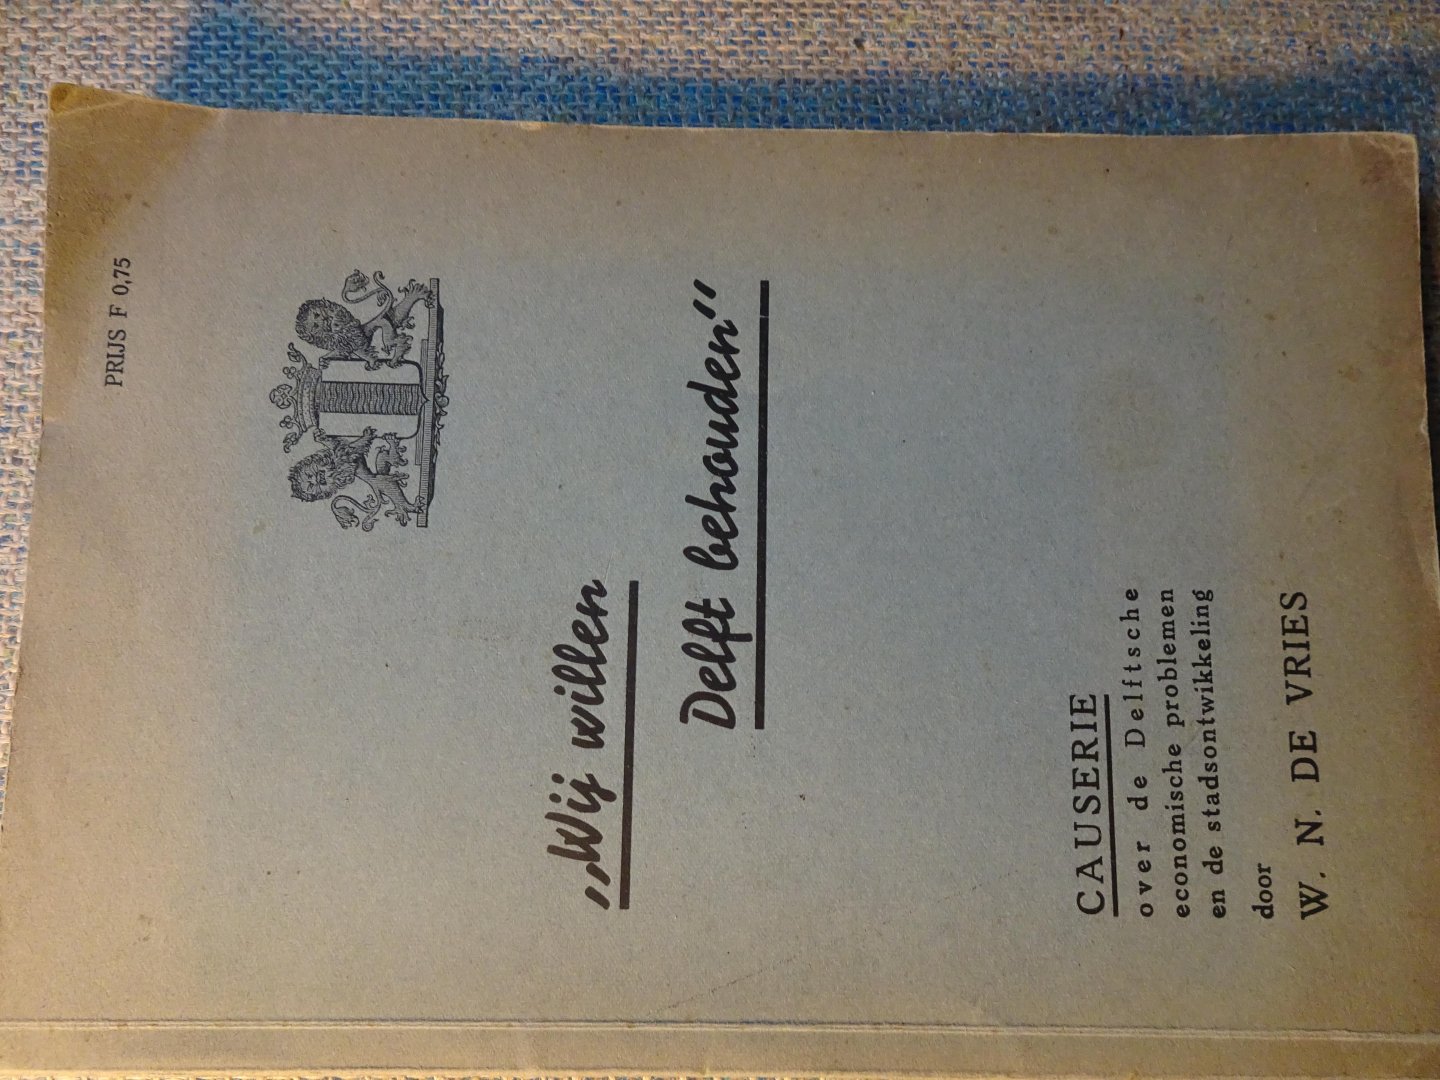 PRIJS F 0,75
„Wij willen
Delft behouden”
CAUSERIE
over de Delftsche
economische problemen
en de stadsontwikkeling
door
W. N. DE VRIES